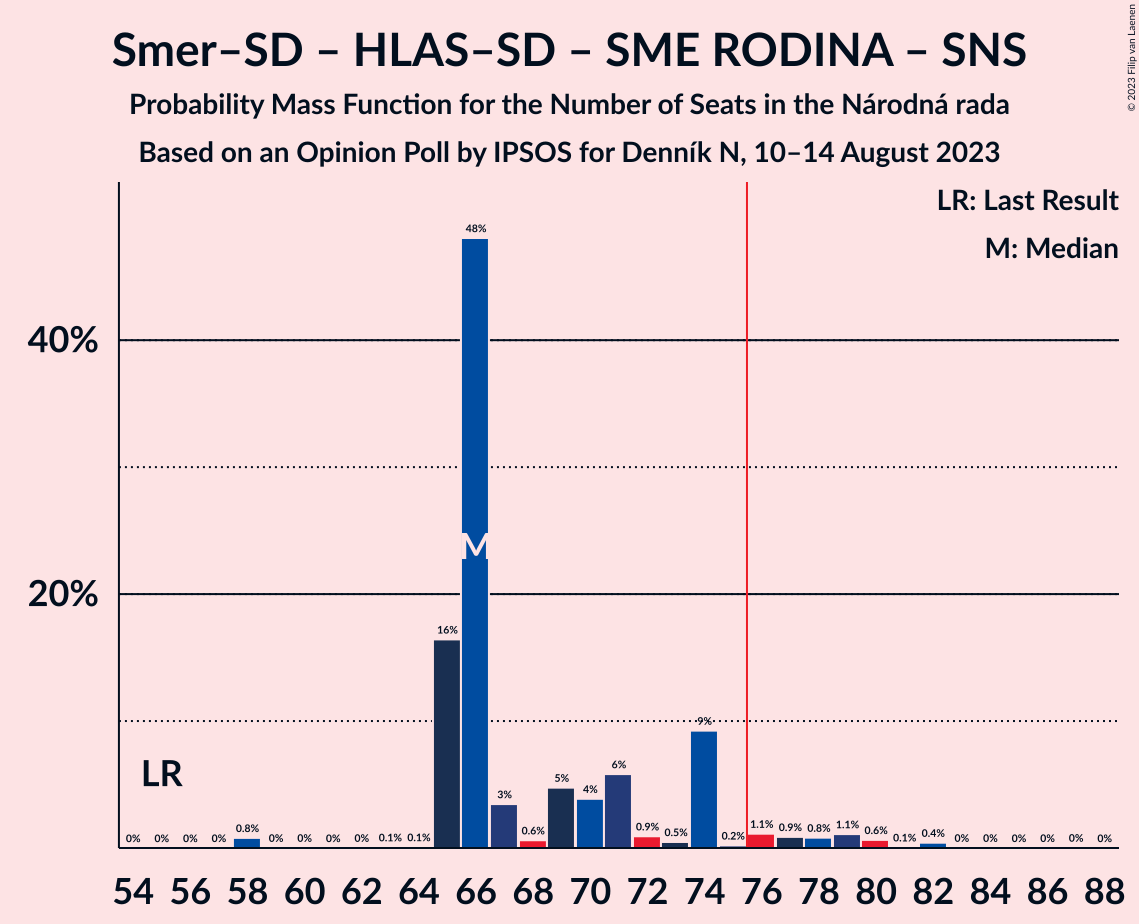 Smer–SD – HLAS–SD – SME RODINA – SNS
Probability Mass Function for the Number of Seats in the Národná rada
Based on an Opinion Poll by IPSOS for Denník N, 10–14 August 2023
© 2023 Filip van Laenen
LR: Last Result
M: Median
40%
20%
LR
M
0% 0% 0% 0% 0.8% 0% 0% 0% 0% 0.1% 0.1% 16% 48% 3% 0.6% 5% 4% 6% 0.9% 0.5% 9% 0.2% 1.1% 0.9% 0.8% 1.1% 0.6% 0.1% 0.4% 0% 0% 0% 0% 0% 0%
54 56 58 60 62 64 66 68 70 72 74 76 78 80 82 84 86 88